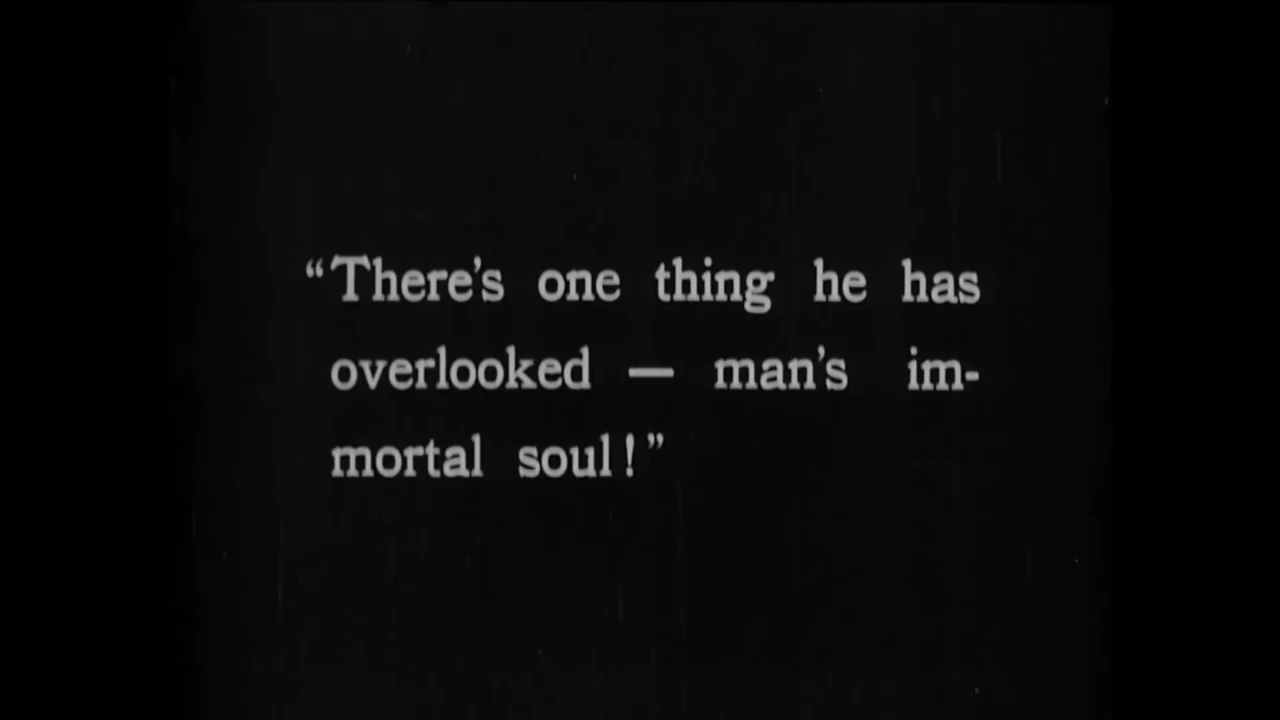 “There’s one thing he has
overlooked — man’s im-
mortal soul!”